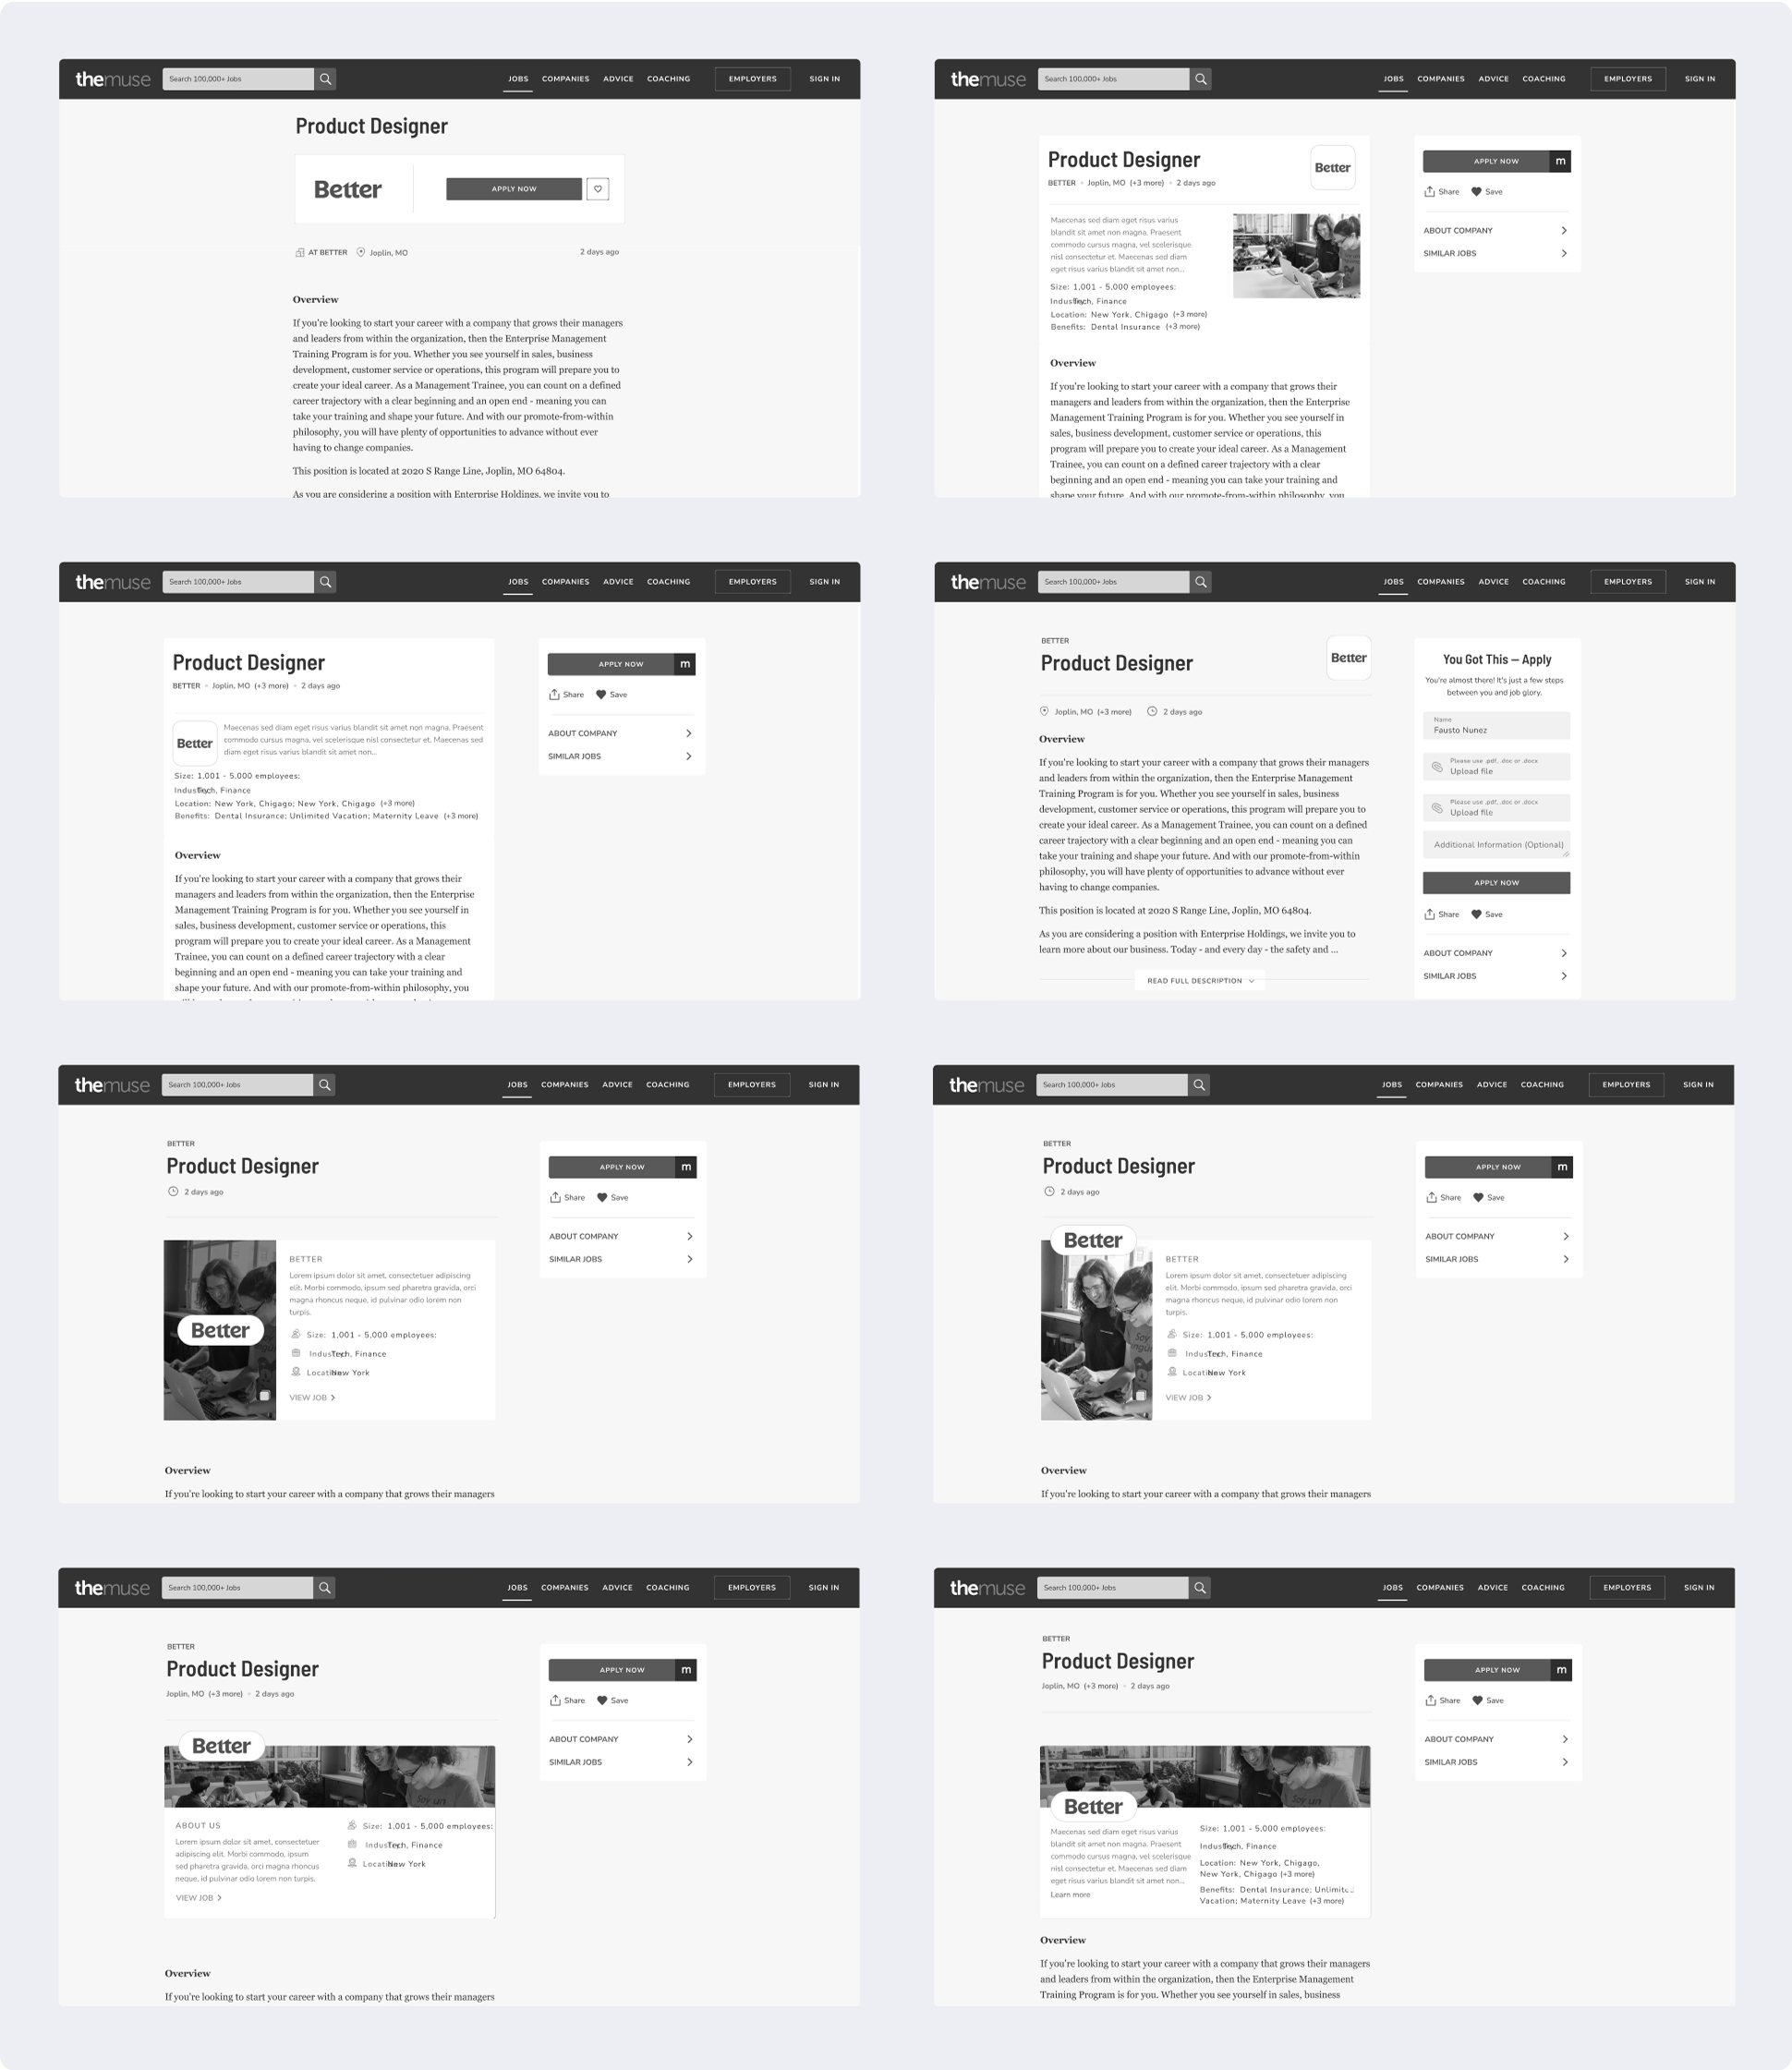 themuse Search 100,000+ Jobs JOBS COMPANIES ADVICE COACHING EMPLOYERS SIGN IN
Product Designer
Better APPLY NOW
AT BETTER Joplin, MO 2 days ago
Overview
If you're looking to start your career with a company that grows their managers
and leaders from within the organization, then the Enterprise Management
Training Program is for you. Whether you see yourself in sales, business
development, customer service or operations, this program will prepare you to
create your ideal career. As a Management Trainee, you can count on a defined
career trajectory with a clear beginning and an open end - meaning you can
take your training and shape your future. And with our promote-from-within
philosophy, you will have plenty of opportunities to advance without ever
having to change companies.
This position is located at 2020 S Range Line, Joplin, MO 64804.
As you are considering a position with Enterprise Holdings, we invite you to
themuse Search 100,000+ Jobs JOBS COMPANIES ADVICE COACHING EMPLOYERS SIGN IN
Product Designer
Better
BETTER Joplin, MO (+3 more) 2 days ago
Maecenas sed diam eget risus varius
blandit sit amet non magna. Praesent
commodo cursus magna, vel scelerisque
nisl consectetur et. Maecenas sed diam
eget risus varius blandit sit amet non...
Size: 1,001 - 5,000 employees:
Industry: Tech, Finance
Location: New York, Chigago (+3 more)
Benefits: Dental Insurance (+3 more)
Overview
If you're looking to start your career with a company that grows their
managers and leaders from within the organization, then the Enterprise
Management Training Program is for you. Whether you see yourself in
sales, business development, customer service or operations, this
program will prepare you to create your ideal career. As a Management
Trainee, you can count on a defined career trajectory with a clear
beginning and an open end - meaning you can take your training and
shape your future. And with our promote-from-within philosophy, you
APPLY NOW m
Share Save
ABOUT COMPANY
SIMILAR JOBS
themuse Search 100,000+ Jobs JOBS COMPANIES ADVICE COACHING EMPLOYERS SIGN IN
Product Designer
BETTER Joplin, MO (+3 more) 2 days ago
Better
Maecenas sed diam eget risus varius blandit sit amet non magna. Praesent
commodo cursus magna, vel scelerisque nisl consectetur et. Maecenas sed
diam eget risus varius blandit sit amet non...
Size: 1,001 - 5,000 employees:
Industry: Tech, Finance
Location: New York, Chigago; New York, Chigago (+3 more)
Benefits: Dental Insurance; Unlimited Vacation; Maternity Leave (+3 more)
Overview
If you're looking to start your career with a company that grows their
managers and leaders from within the organization, then the Enterprise
Management Training Program is for you. Whether you see yourself in
sales, business development, customer service or operations, this
program will prepare you to create your ideal career. As a Management
Trainee, you can count on a defined career trajectory with a clear
beginning and an open end - meaning you can take your training and
shape your future. And with our promote-from-within philosophy, you
APPLY NOW m
Share Save
ABOUT COMPANY
SIMILAR JOBS
themuse Search 100,000+ Jobs JOBS COMPANIES ADVICE COACHING EMPLOYERS SIGN IN
BETTER
Product Designer
Better
Joplin, MO (+3 more) 2 days ago
Overview
If you're looking to start your career with a company that grows their managers
and leaders from within the organization, then the Enterprise Management
Training Program is for you. Whether you see yourself in sales, business
development, customer service or operations, this program will prepare you to
create your ideal career. As a Management Trainee, you can count on a defined
career trajectory with a clear beginning and an open end - meaning you can
take your training and shape your future. And with our promote-from-within
philosophy, you will have plenty of opportunities to advance without ever
having to change companies.
This position is located at 2020 S Range Line, Joplin, MO 64804.
As you are considering a position with Enterprise Holdings, we invite you to
learn more about our business. Today - and every day - the safety and ...
READ FULL DESCRIPTION
You Got This – Apply
You're almost there! It's just a few steps
between you and job glory.
Name
Fausto Nunez
Please use .pdf, .doc or .docx
Upload file
Please use .pdf, .doc or .docx
Upload file
Additional Information (Optional)
APPLY NOW
Share Save
ABOUT COMPANY
SIMILAR JOBS
themuse Search 100,000+ Jobs JOBS COMPANIES ADVICE COACHING EMPLOYERS SIGN IN
BETTER
Product Designer
2 days ago
Better
BETTER
Lorem ipsum dolor sit amet, consectetuer adipiscing
elit. Morbi commodo, ipsum sed pharetra gravida, orci
magna rhoncus neque, id pulvinar odio lorem non
turpis.
Size: 1,001 - 5,000 employees:
Industry: Tech, Finance
Location: New York
VIEW JOB
Overview
If you're looking to start your career with a company that grows their managers
APPLY NOW m
Share Save
ABOUT COMPANY
SIMILAR JOBS
themuse Search 100,000+ Jobs JOBS COMPANIES ADVICE COACHING EMPLOYERS SIGN IN
BETTER
Product Designer
2 days ago
Better
BETTER
Lorem ipsum dolor sit amet, consectetuer adipiscing
elit. Morbi commodo, ipsum sed pharetra gravida, orci
magna rhoncus neque, id pulvinar odio lorem non
turpis.
Size: 1,001 - 5,000 employees:
Industry: Tech, Finance
Location: New York
VIEW JOB
Overview
If you're looking to start your career with a company that grows their managers
APPLY NOW m
Share Save
ABOUT COMPANY
SIMILAR JOBS
themuse Search 100,000+ Jobs JOBS COMPANIES ADVICE COACHING EMPLOYERS SIGN IN
BETTER
Product Designer
Joplin, MO (+3 more) 2 days ago
Better
Soy un
ABOUT US
Lorem ipsum dolor sit amet, consectetuer
adipiscing elit. Morbi commodo, ipsum
sed pharetra gravida, orci magna rhoncus
neque, id pulvinar odio lorem non turpis.
VIEW JOB
Size: 1,001 - 5,000 employees:
Industry: Tech, Finance
Location: New York
Overview
If you're looking to start your career with a company that grows their managers
APPLY NOW m
Share Save
ABOUT COMPANY
SIMILAR JOBS
themuse Search 100,000+ Jobs JOBS COMPANIES ADVICE COACHING EMPLOYERS SIGN IN
BETTER
Product Designer
Joplin, MO (+3 more) 2 days ago
Soy un
Better
Maecenas sed diam eget risus varius
blandit sit amet non magna. Praesent
commodo cursus magna, vel scelerisque
nisl consectetur et. Maecenas sed diam
eget risus varius blandit sit amet non...
Learn more
Size: 1,001 - 5,000 employees:
Industry: Tech, Finance
Location: New York, Chigago,
New York, Chigago (+3 more)
Benefits: Dental Insurance; Unlimited
Vacation; Maternity Leave (+3 more)
Overview
If you're looking to start your career with a company that grows their managers
and leaders from within the organization, then the Enterprise Management
Training Program is for you. Whether you see yourself in sales, business
APPLY NOW m
Share Save
ABOUT COMPANY
SIMILAR JOBS